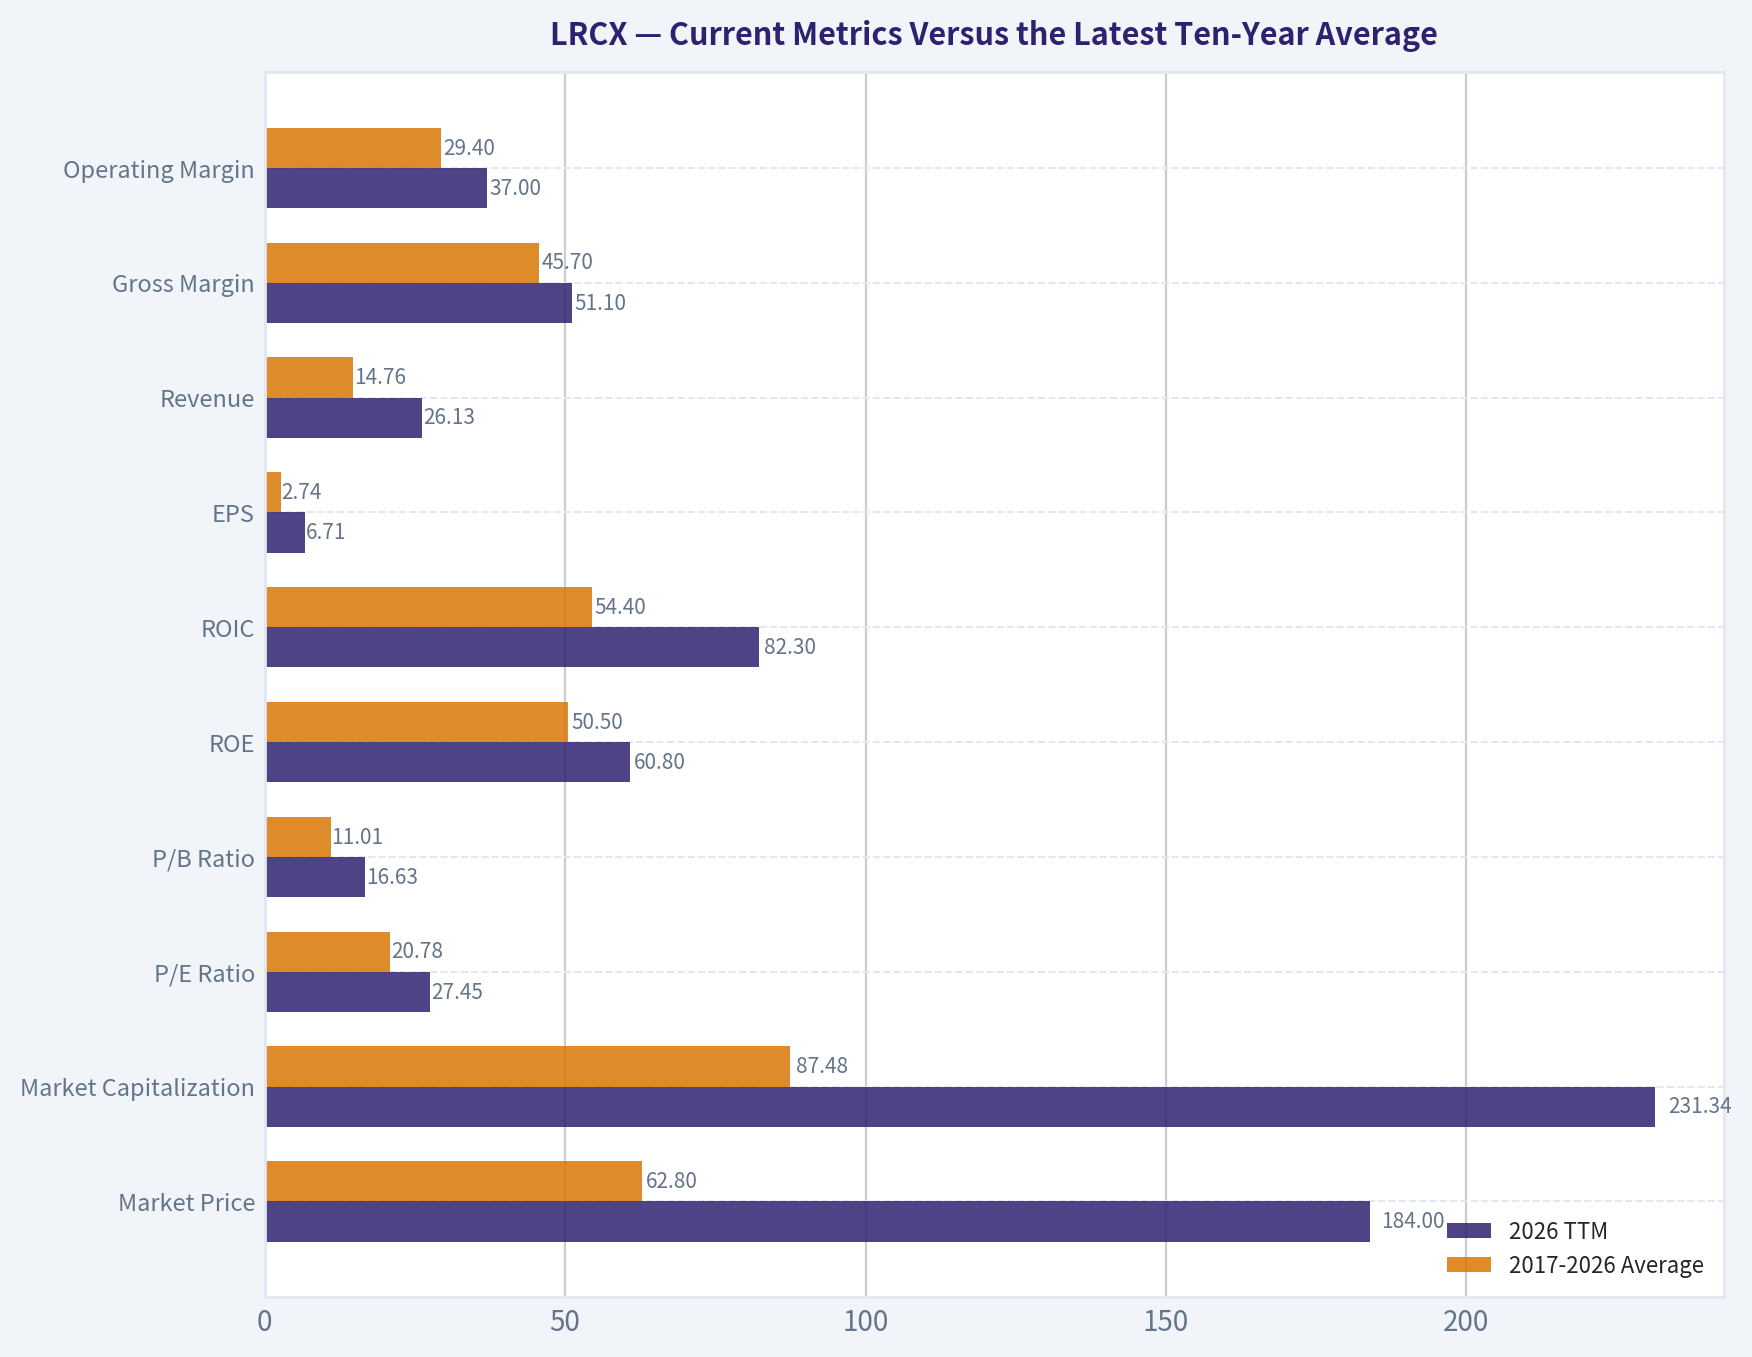 LRCX — Current Metrics Versus the Latest Ten-Year Average
Operating Margin
29.40
37.00
Gross Margin
45.70
51.10
Revenue
14.76
26.13
EPS
2.74
6.71
ROIC
54.40
82.30
ROE
50.50
60.80
P/B Ratio
11.01
16.63
P/E Ratio
20.78
27.45
Market Capitalization
87.48
231.34
Market Price
62.80
184.00
2026 TTM
2017-2026 Average
0 50 100 150 200